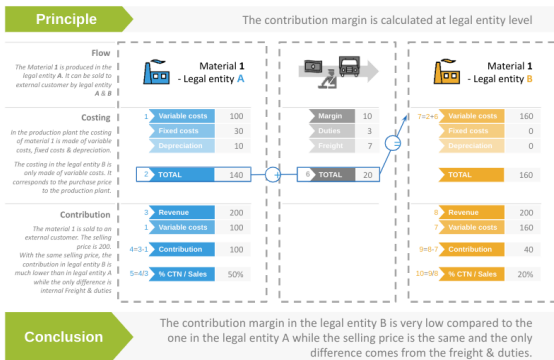 Principle
The contribution margin is calculated at legal entity level
Flow
The Material 1 is produced in the
legal entity A. It can be sold to
external customer by legal entity
A & B
Material 1
- Legal entity A
Material 1
- Legal entity B
Costing
In the production plant the costing
of material 1 is made of variable
costs, fixed costs & depreciation.
The costing in the legal entity B is
only made of variable costs. It
corresponds to the purchase price
to the production plant.
1 Variable costs 100
Fixed costs 30
Depreciation 10
2 TOTAL 140
+
Margin 10
Duties 3
Freight 7
6 TOTAL 20
=
7=2+6 Variable costs 160
Fixed costs 0
Depreciation 0
TOTAL 160
Contribution
The material 1 is sold to an
external customer. The selling
price is 200.
With the same selling price, the
contribution in legal entity B is
much lower than in legal entity A
while the only difference is
internal Freight & duties
3 Revenue 200
1 Variable costs 100
4=3-1 Contribution 100
5=4/3 % CTN / Sales 50%
8 Revenue 200
7 Variable costs 160
9=8-7 Contribution 40
10=9/8 % CTN / Sales 20%
Conclusion
The contribution margin in the legal entity B is very low compared to the
one in the legal entity A while the selling price is the same and the only
difference comes from the freight & duties.